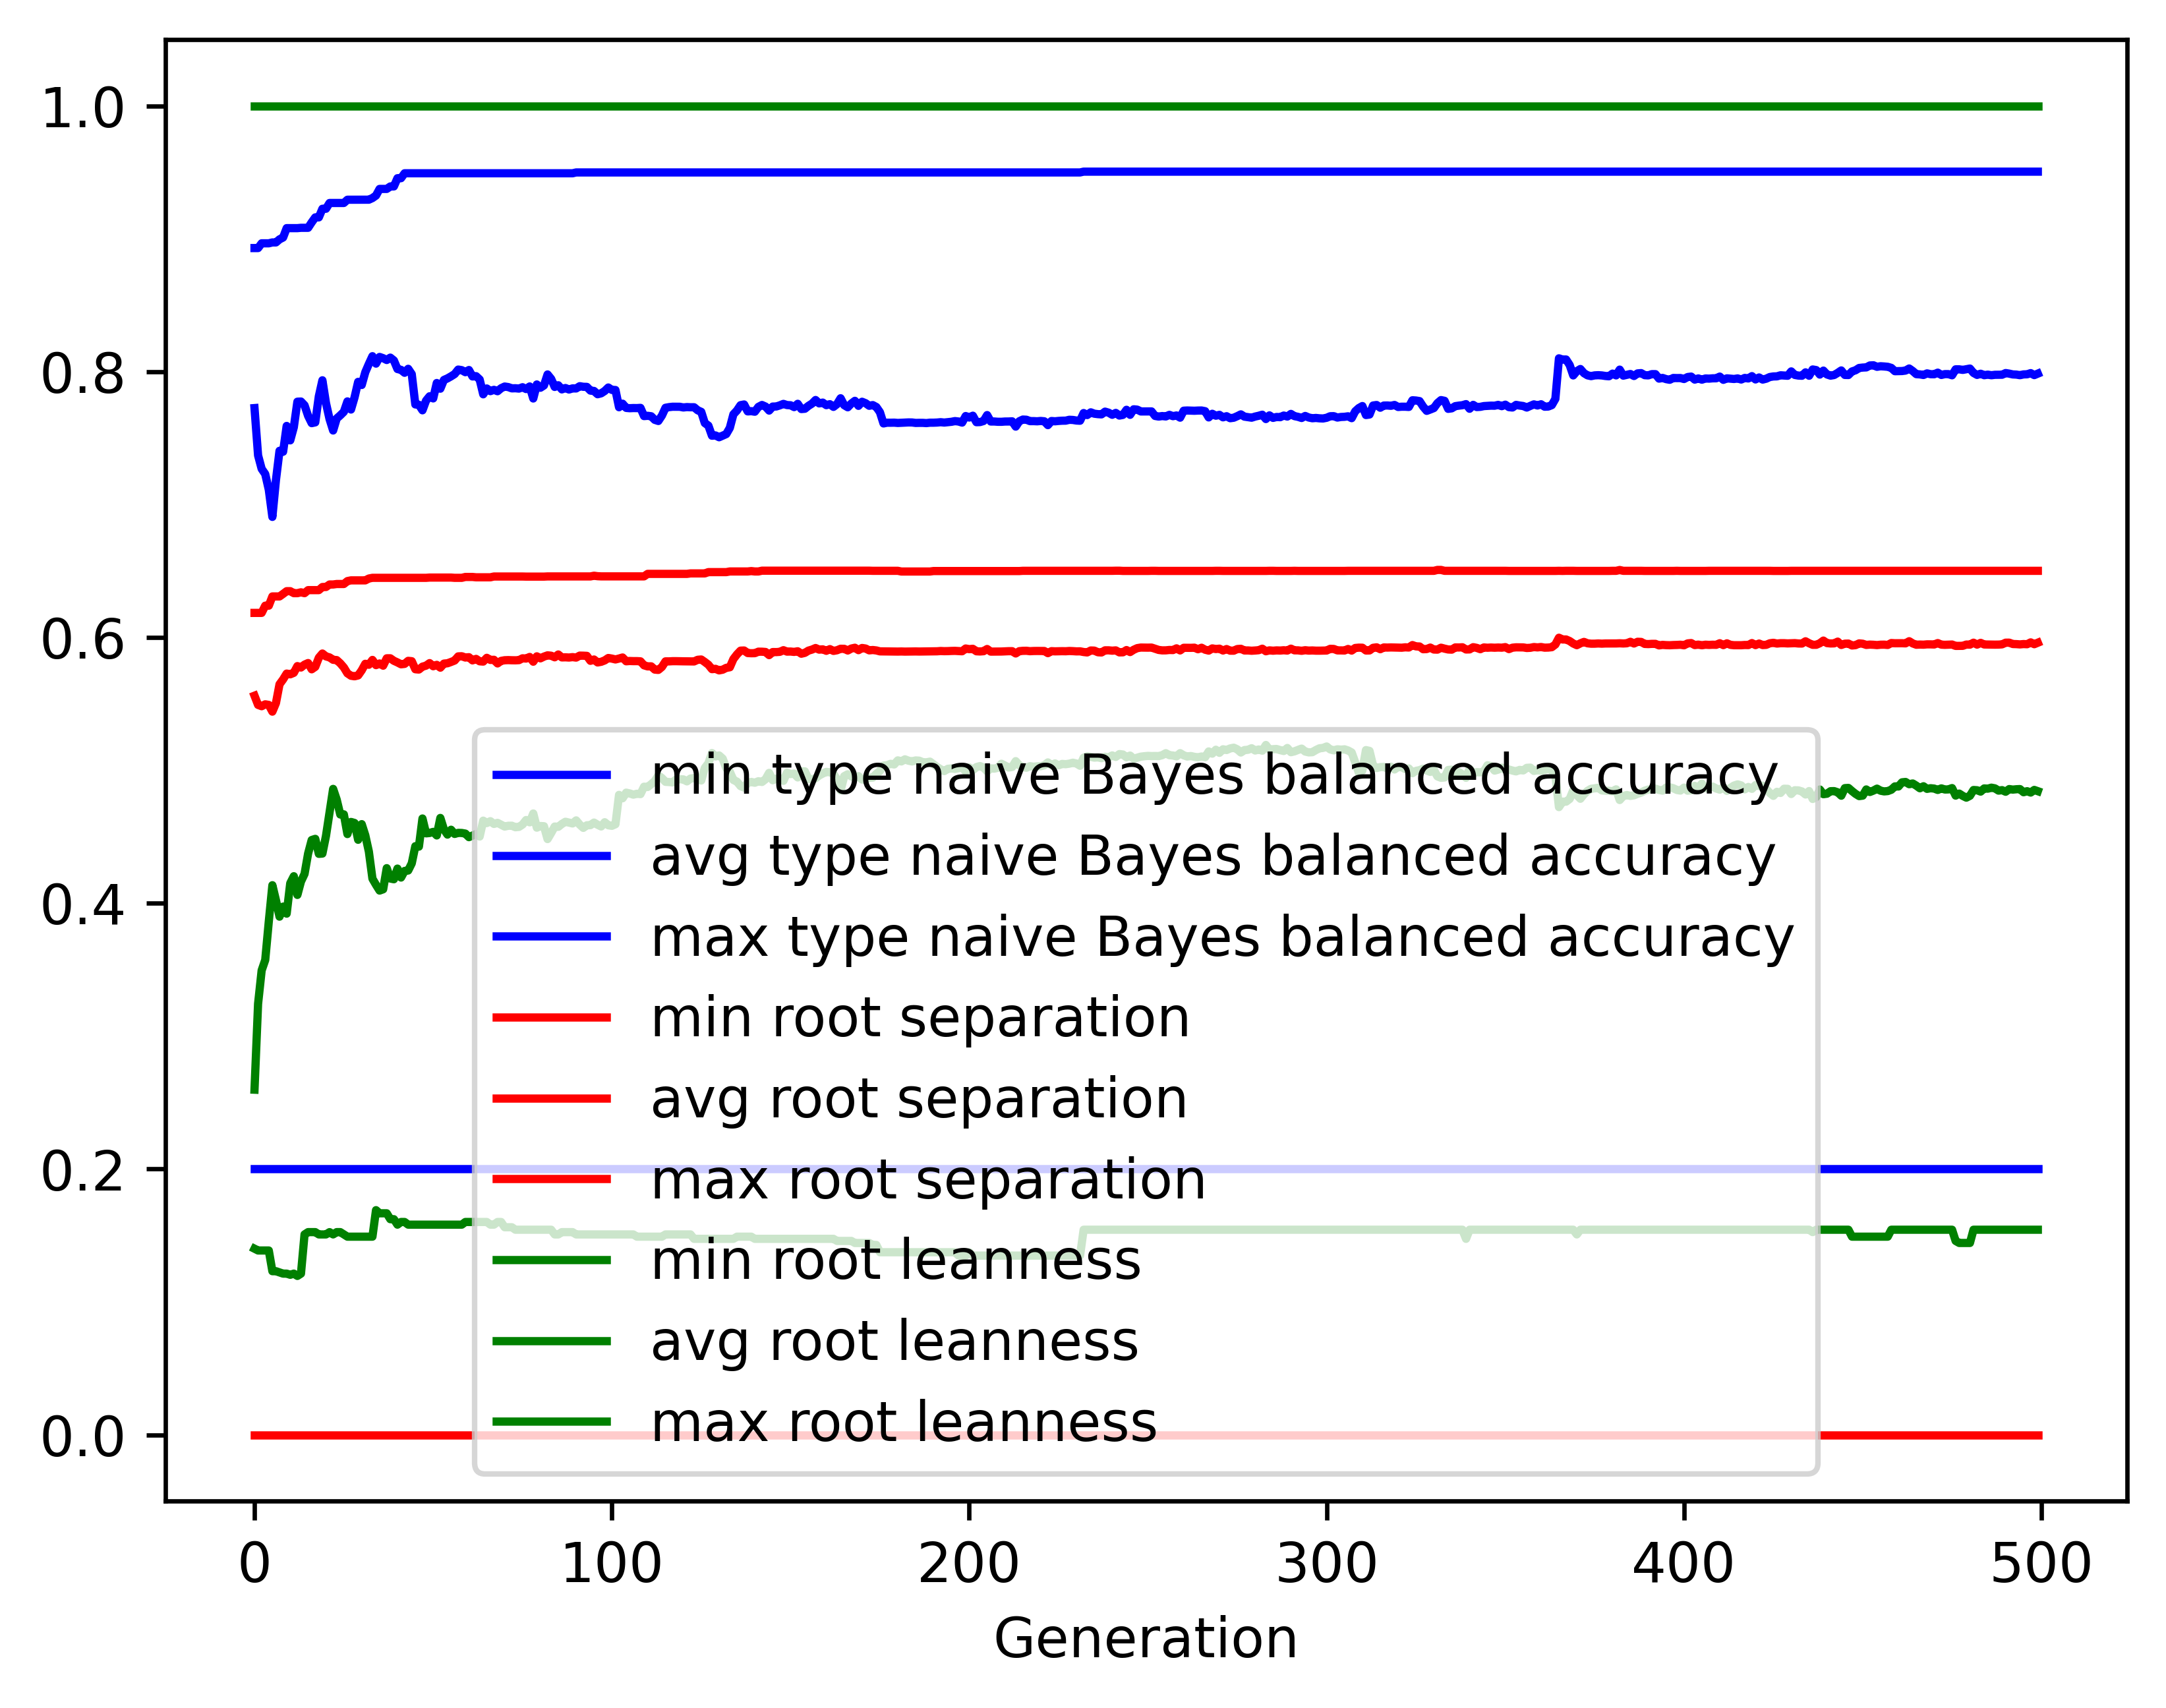 1.0
0.8
0.6
0.4
0.2
0.0
min type naive Bayes balanced accuracy
avg type naive Bayes balanced accuracy
max type naive Bayes balanced accuracy
min root separation
avg root separation
max root separation
min root leanness
avg root leanness
max root leanness
0 100 200 300 400 500
Generation